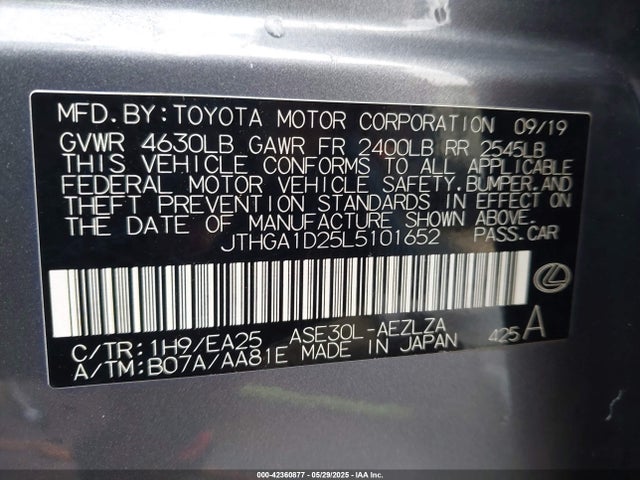 MFD. BY: TOYOTA MOTOR CORPORATION 09/19
GVWR 4630LB GAWR FR 2400LB RR 2545LB
THIS VEHICLE CONFORMS TO ALL APPLICABLE
FEDERAL MOTOR VEHICLE SAFETY, BUMPER, AND
THEFT PREVENTION STANDARDS IN EFFECT ON
THE DATE OF MANUFACTURE SHOWN ABOVE.
JTHGA1D25L5101652 PASS. CAR
C/TR: 1H9/EA25 ASE30L-AEZLZA 425A
A/TM: B07A/AA81E MADE IN JAPAN
000-42360877 | 05/29/2025 | IAA Inc.